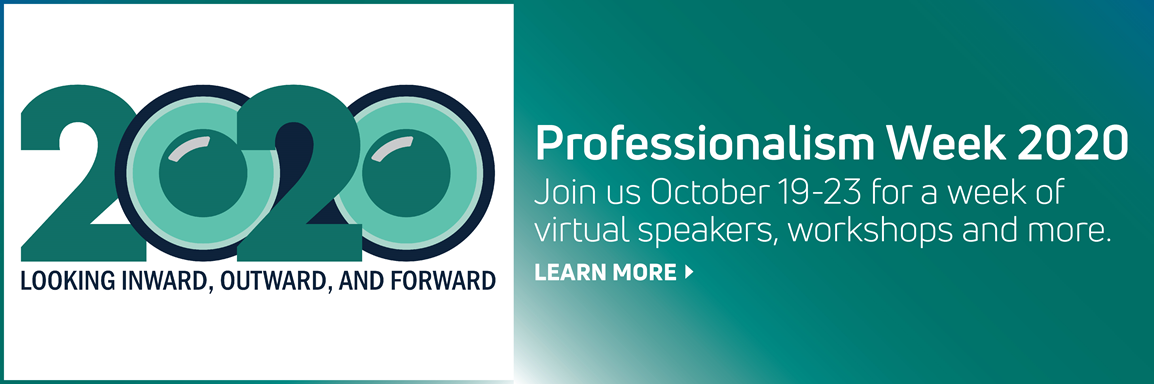 2020
LOOKING INWARD, OUTWARD, AND FORWARD
Professionalism Week 2020
Join us October 19-23 for a week of
virtual speakers, workshops and more.
LEARN MORE